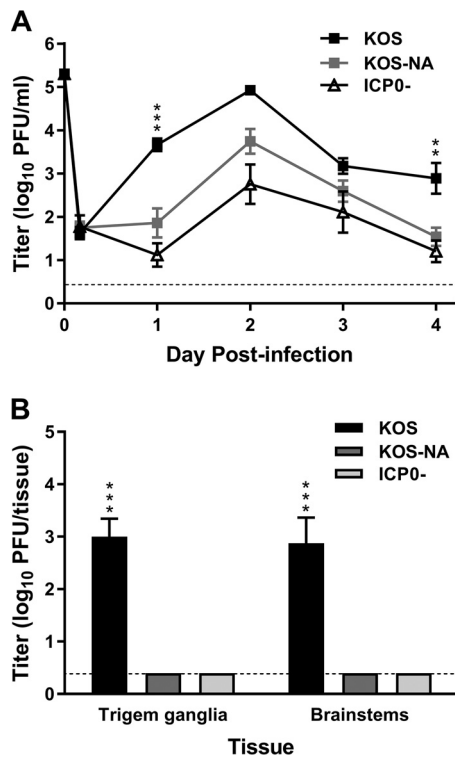 A
KOS
KOS-NA
ICP0-
Titer (log10 PFU/ml)
6
5
4
3
2
1
0
***
**
0 1 2 3 4
Day Post-infection
B
KOS
KOS-NA
ICP0-
Titer (log10 PFU/tissue)
5
4
3
2
1
0
***
***
Trigem ganglia Brainstems
Tissue